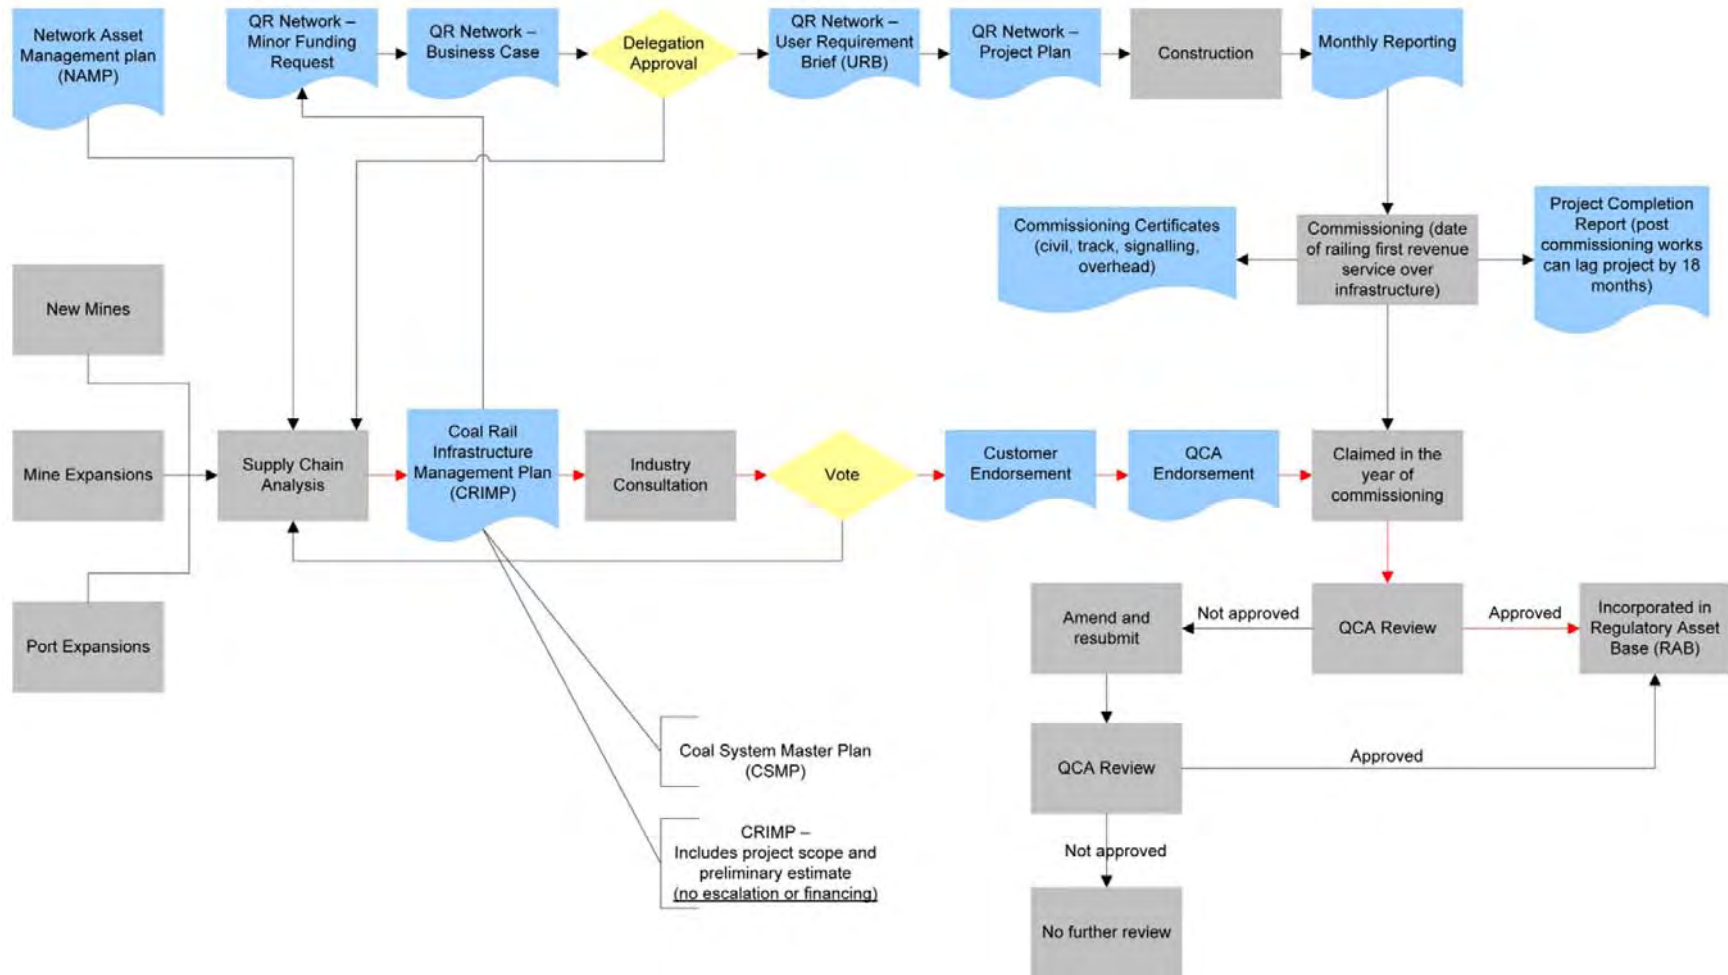 Network Asset
Management plan
(NAMP)
QR Network –
Minor Funding
Request
QR Network –
Business Case
Delegation
Approval
QR Network –
User Requirement
Brief (URB)
QR Network –
Project Plan
Construction
Monthly Reporting
Commissioning Certificates
(civil, track, signalling,
overhead)
Commissioning (date
of railing first revenue
service over
infrastructure)
Project Completion
Report (post
commissioning works
can lag project by 18
months)
New Mines
Mine Expansions
Port Expansions
Supply Chain
Analysis
Coal Rail
Infrastructure
Management Plan
(CRIMP)
Industry
Consultation
Vote
Customer
Endorsement
QCA
Endorsement
Claimed in the
year of
commissioning
Amend and
resubmit
Not approved
QCA Review
Approved
Incorporated in
Regulatory Asset
Base (RAB)
Coal System Master Plan
(CSMP)
QCA Review
Approved
CRIMP –
Includes project scope and
preliminary estimate
(no escalation or financing)
Not approved
No further review